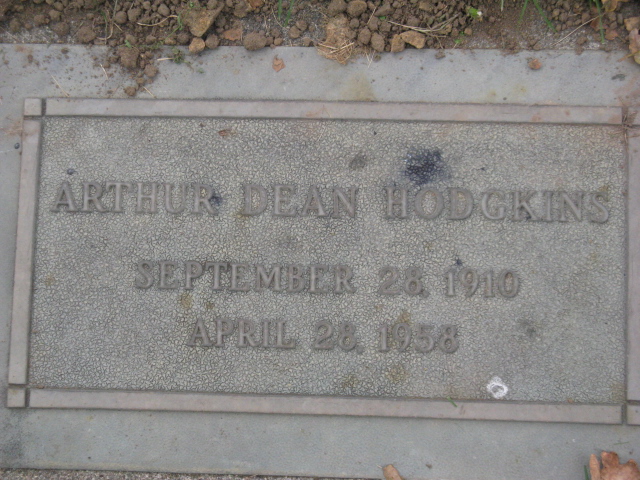 ARTHUR DEAN HODGKINS
SEPTEMBER 28, 1910
APRIL 28, 1958